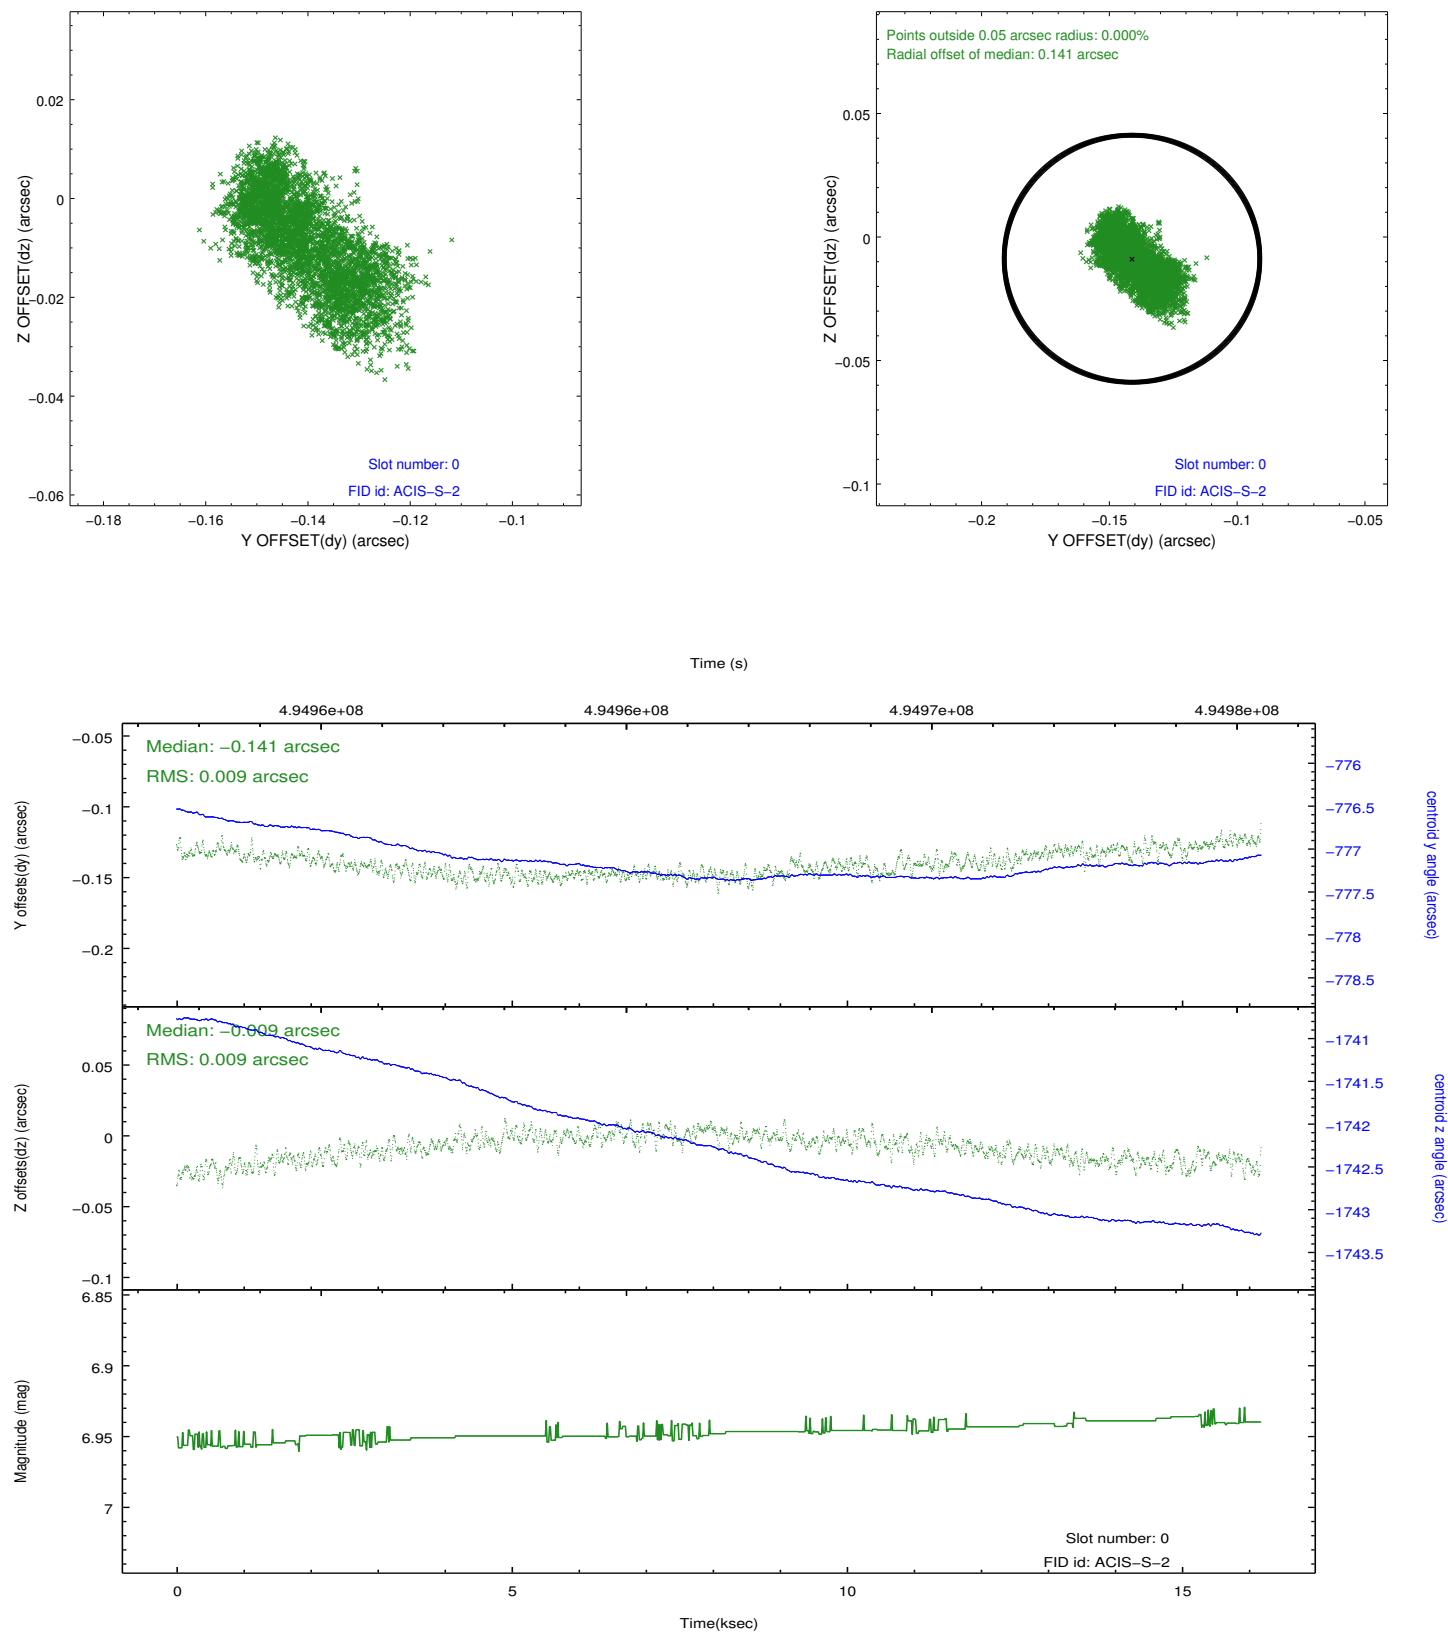 0.02
0
−0.02
−0.04
−0.06
Z OFFSET(dz) (arcsec)
Slot number: 0
FID id: ACIS−S−2
−0.18 −0.16 −0.14 −0.12 −0.1
Y OFFSET(dy) (arcsec)
Points outside 0.05 arcsec radius: 0.000%
Radial offset of median: 0.141 arcsec
0.05
0
−0.05
−0.1
Z OFFSET(dz) (arcsec)
Slot number: 0
FID id: ACIS−S−2
−0.2 −0.15 −0.1 −0.05
Y OFFSET(dy) (arcsec)
Time (s)
4.9496e+08 4.9496e+08 4.9497e+08 4.9498e+08
Median: −0.141 arcsec
RMS: 0.009 arcsec
−0.05
−0.1
−0.15
−0.2
Y offsets(dy) (arcsec)
−776
−776.5
−777
−777.5
−778
−778.5
centroid y angle (arcsec)
Median: −0.009 arcsec
RMS: 0.009 arcsec
0.05
0
−0.05
−0.1
Z offsets(dz) (arcsec)
−1741
−1741.5
−1742
−1742.5
−1743
−1743.5
centroid z angle (arcsec)
6.85
6.9
6.95
7
Magnitude (mag)
Slot number: 0
FID id: ACIS−S−2
0 5 10 15
Time(ksec)